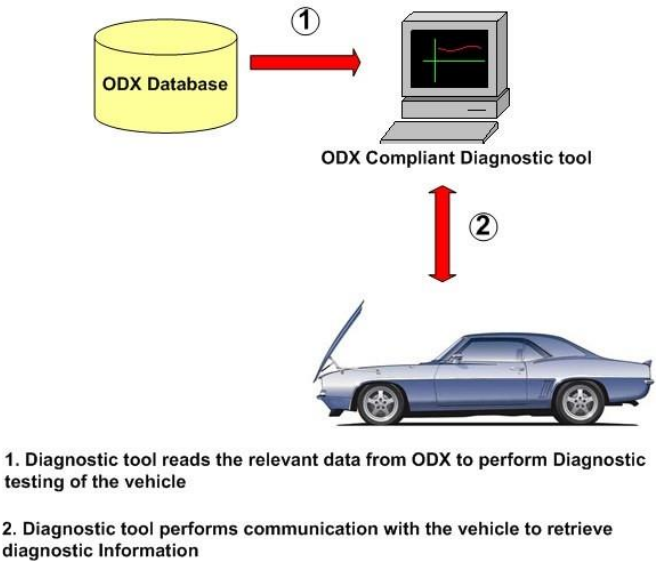 1
ODX Database
ODX Compliant Diagnostic tool
2
1. Diagnostic tool reads the relevant data from ODX to perform Diagnostic
testing of the vehicle
2. Diagnostic tool performs communication with the vehicle to retrieve
diagnostic Information